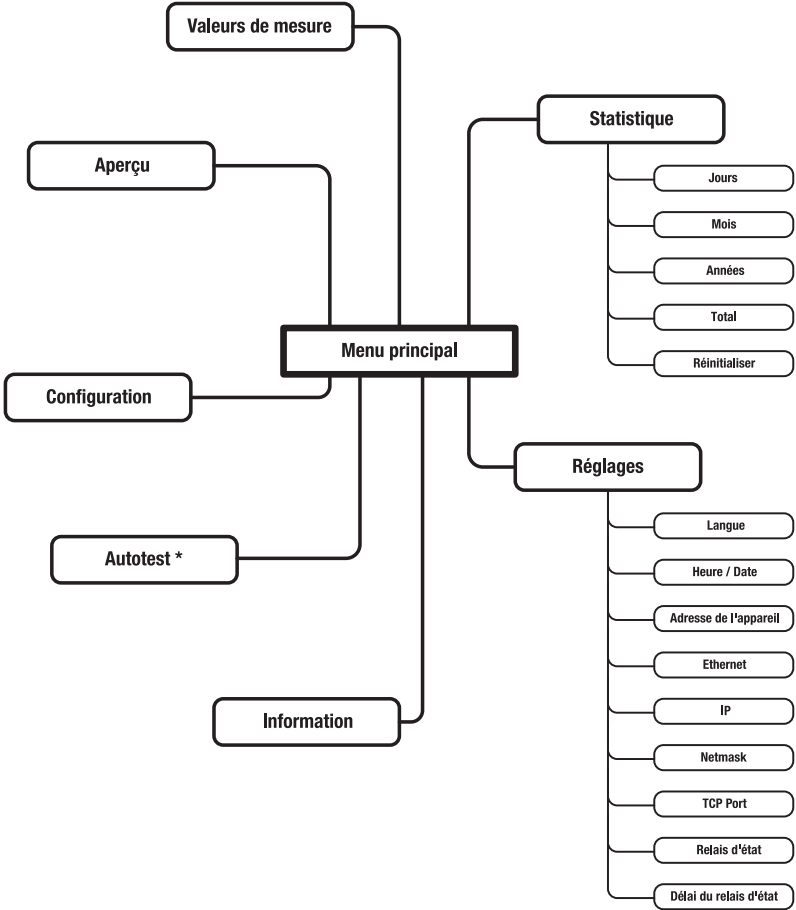 Valeurs de mesure
Aperçu
Menu principal
Configuration
Autotest *
Information
Statistique
Jours
Mois
Années
Total
Réinitialiser
Réglages
Langue
Heure / Date
Adresse de l'appareil
Ethernet
IP
Netmask
TCP Port
Relais d'état
Délai du relais d'état